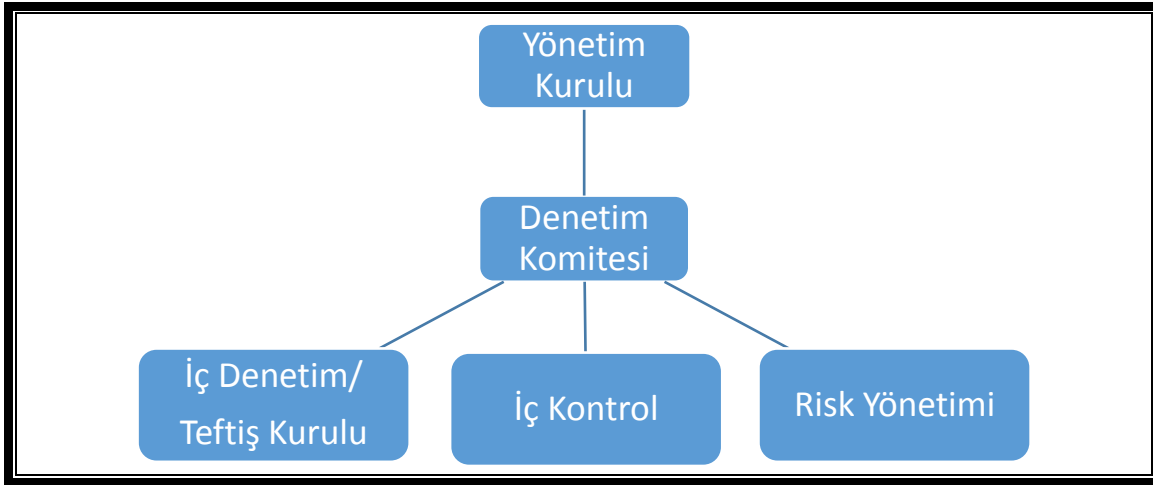 Yönetim
Kurulu
Denetim
Komitesi
İç Denetim/
Teftiş Kurulu
İç Kontrol
Risk Yönetimi